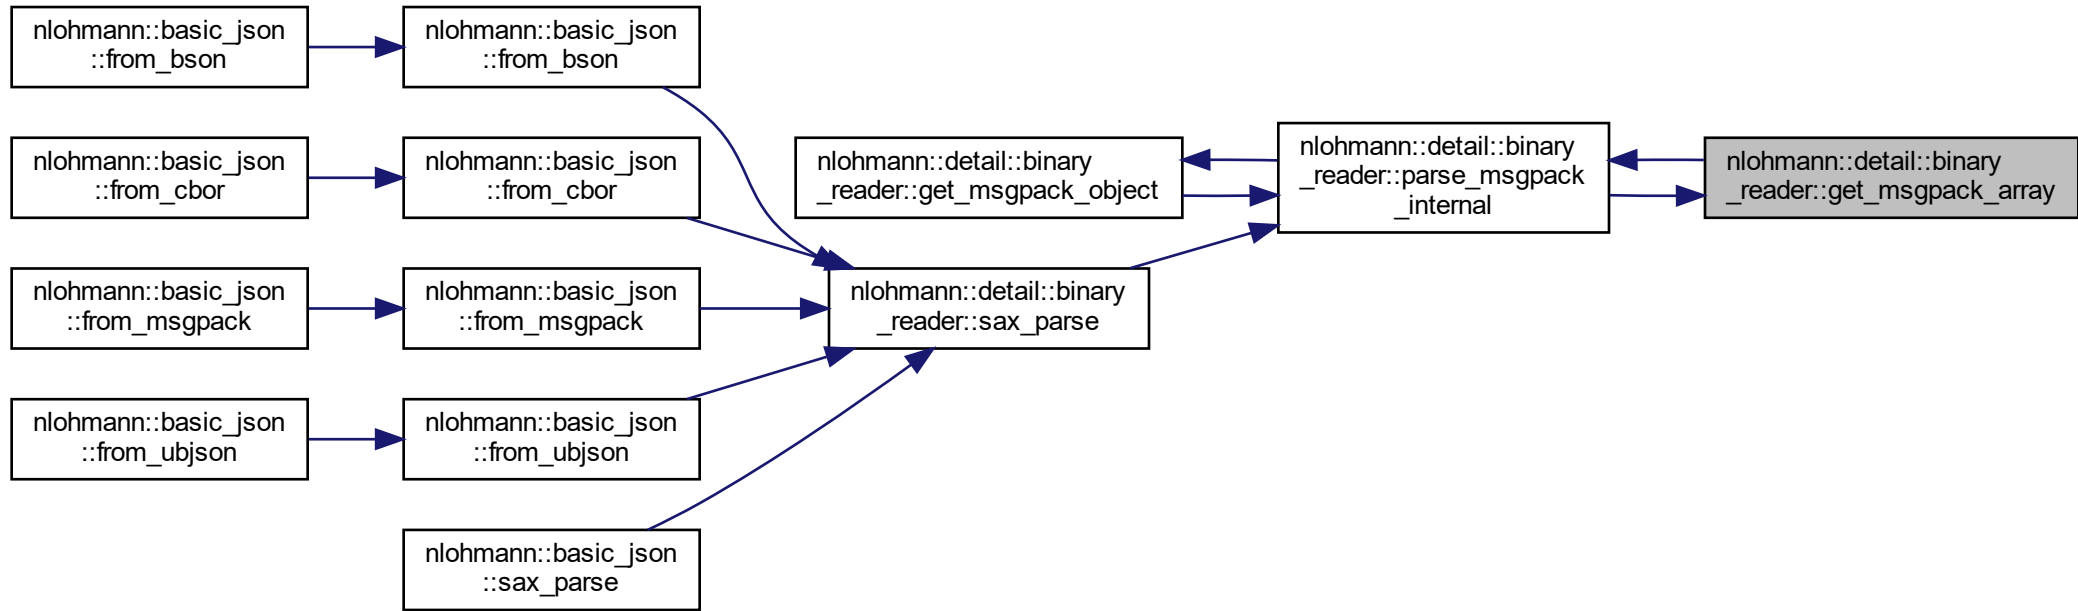 nlohmann::basic_json
::from_bson
nlohmann::basic_json
::from_bson
nlohmann::basic_json
::from_cbor
nlohmann::basic_json
::from_cbor
nlohmann::detail::binary
_reader::get_msgpack_object
nlohmann::detail::binary
_reader::parse_msgpack
_internal
nlohmann::detail::binary
_reader::get_msgpack_array
nlohmann::basic_json
::from_msgpack
nlohmann::basic_json
::from_msgpack
nlohmann::detail::binary
_reader::sax_parse
nlohmann::basic_json
::from_ubjson
nlohmann::basic_json
::from_ubjson
nlohmann::basic_json
::sax_parse